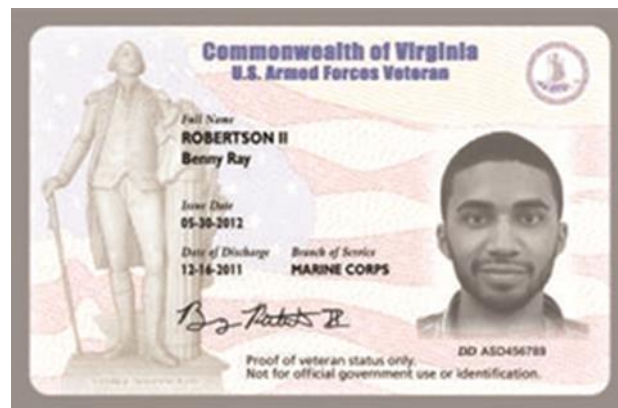 Commonwealth of Virginia
U.S. Armed Forces Veteran
Full Name
ROBERTSON II
Benny Ray
Issue Date
05-30-2012
Date of Discharge Branch of Service
12-16-2011 MARINE CORPS
DD ASO456789
Proof of veteran status only.
Not for official government use or identification.